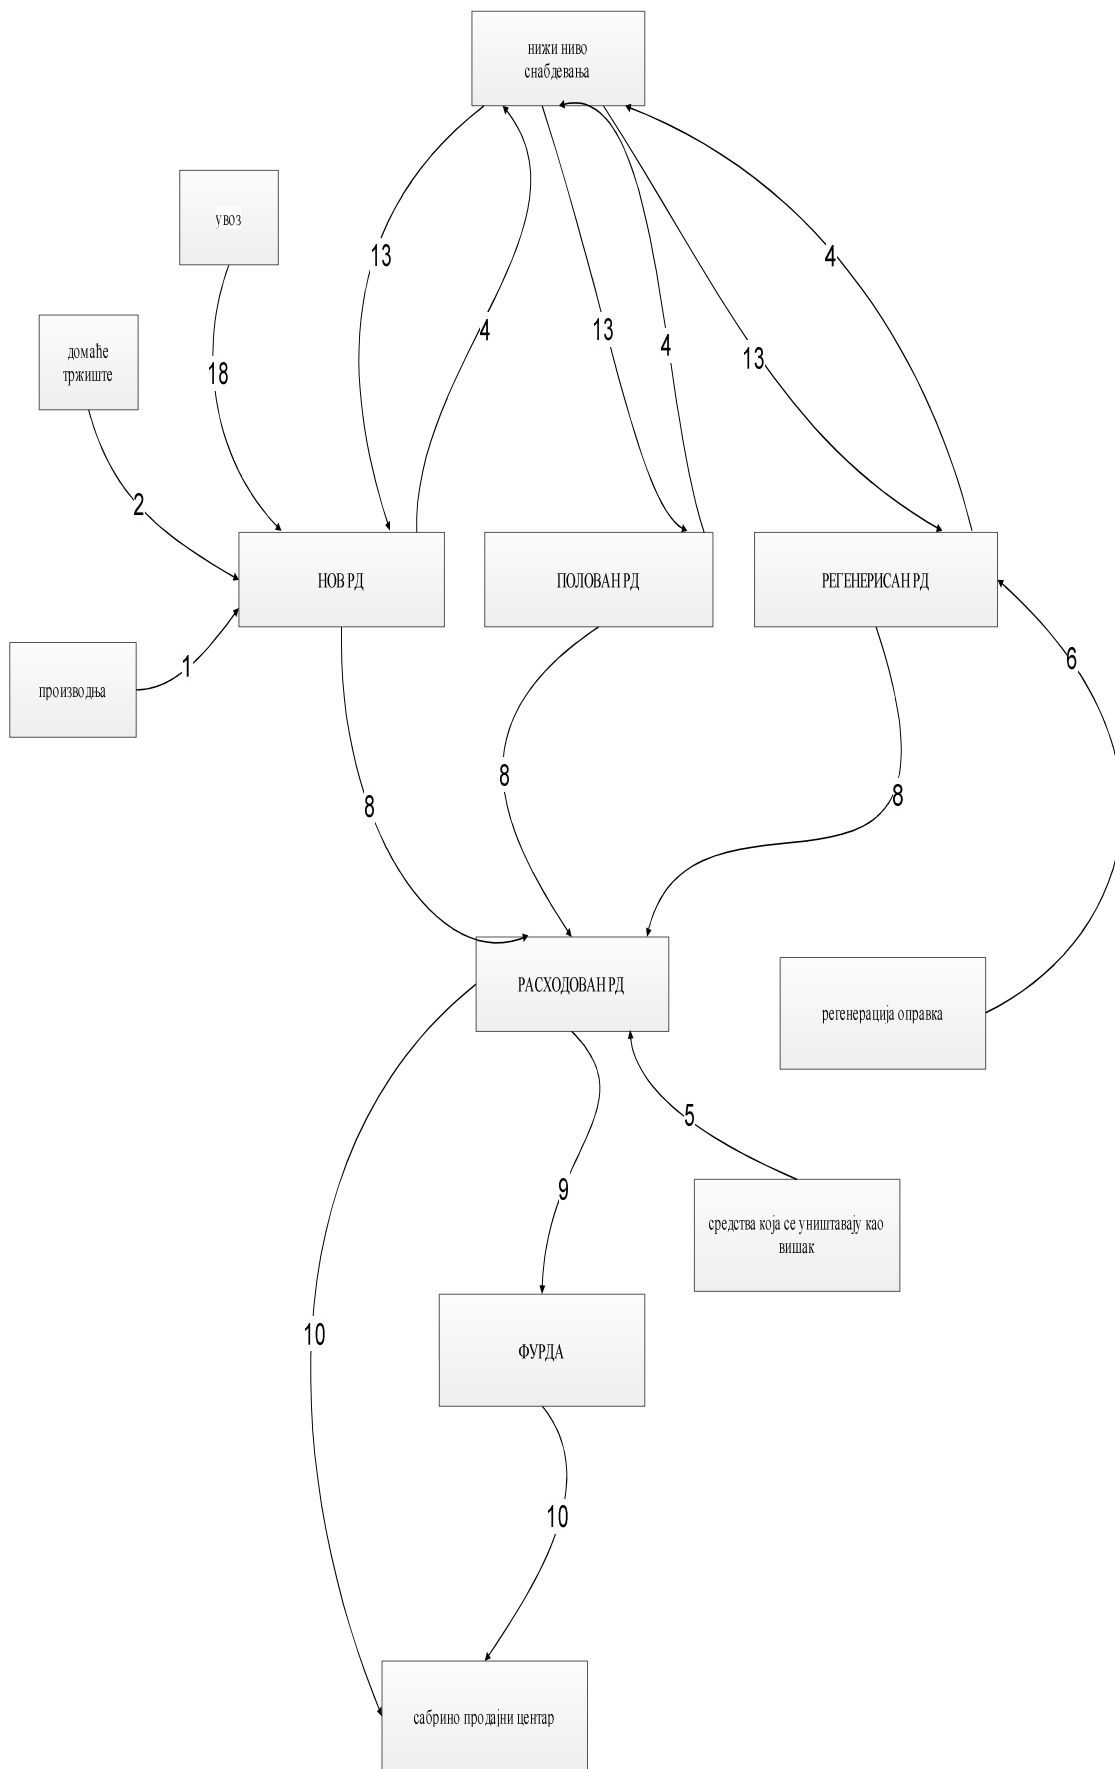 нижи ниво
снабдевања
увоз
13
4
4
домаће
тржиште
13
4
13
18
2
НОВ РД
ПОЛОВАН РД
РЕГЕНЕРИСАН РД
1
6
производња
8
8
8
РАСХОДОВАН РД
регенерација оправка
5
9
средства која се уништавају као
вишак
10
ФУРДА
10
сабрино продајни центар